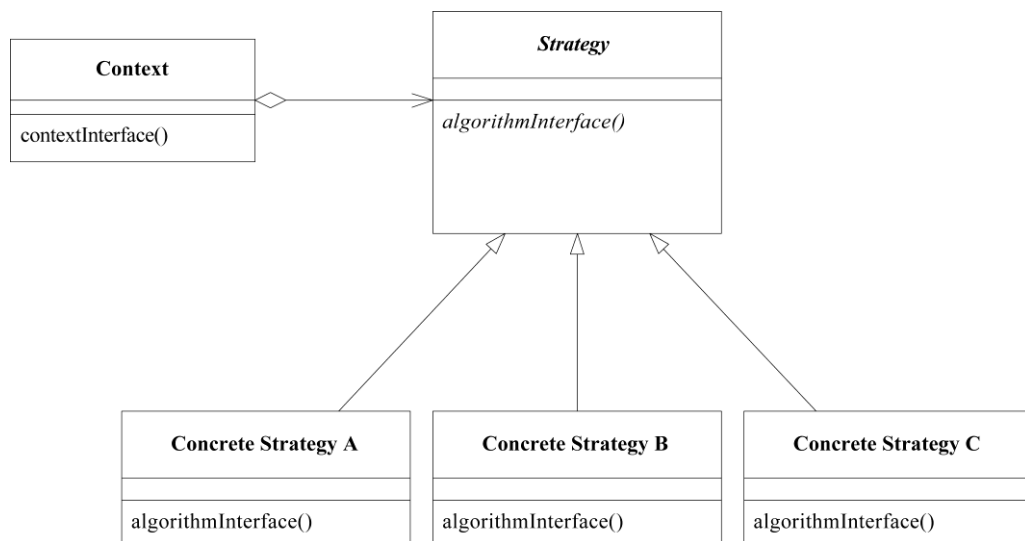 Strategy
Context
algorithmInterface()
contextInterface()
Concrete Strategy A
Concrete Strategy B
Concrete Strategy C
algorithmInterface()
algorithmInterface()
algorithmInterface()